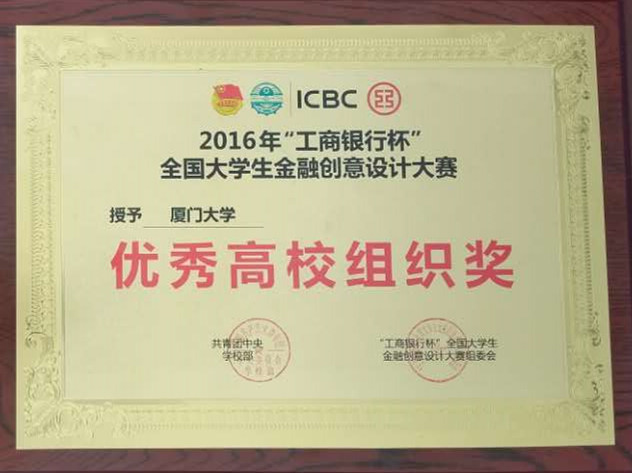 ICBC
2016年“工商银行杯”
全国大学生金融创意设计大赛
授予 厦门大学
优秀高校组织奖
共青团中央
学校部
“工商银行杯”全国大学生
金融创意设计大赛组委会